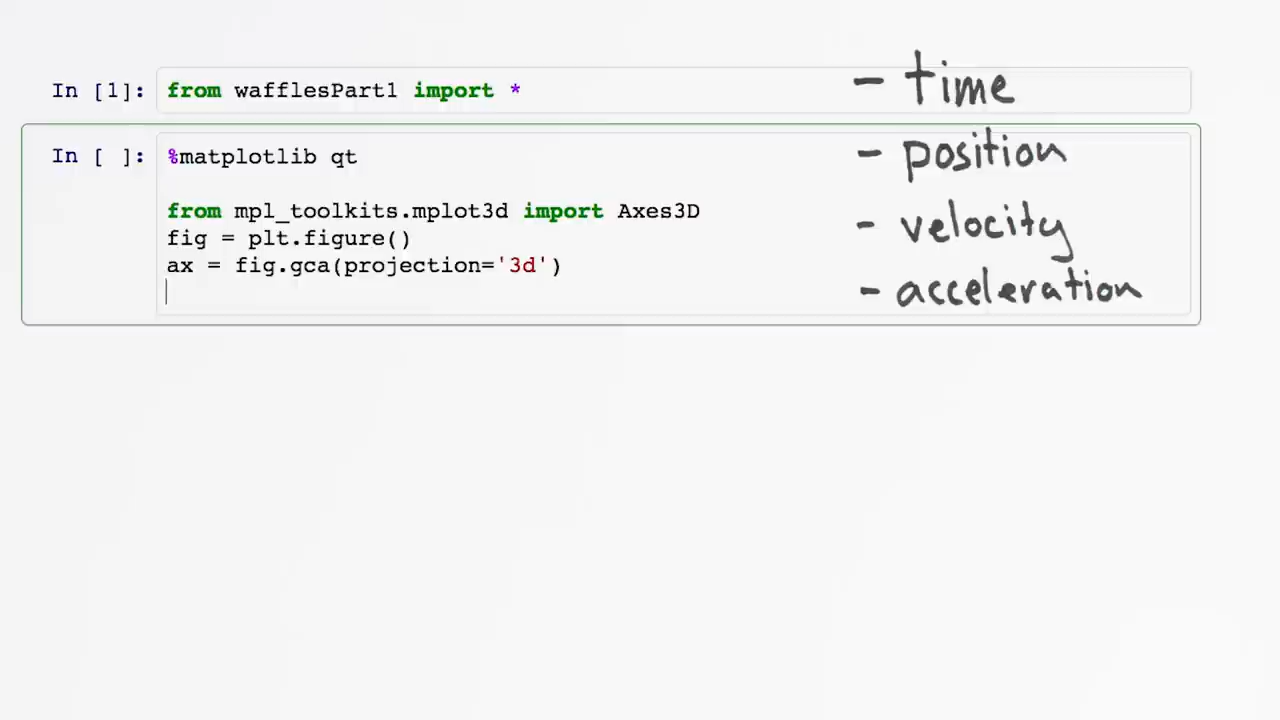 In [1]: from wafflesPart1 import *
- time
In [ ]: %matplotlib qt
- position
from mpl_toolkits.mplot3d import Axes3D
fig = plt.figure()
- velocity
ax = fig.gca(projection='3d')
- acceleration